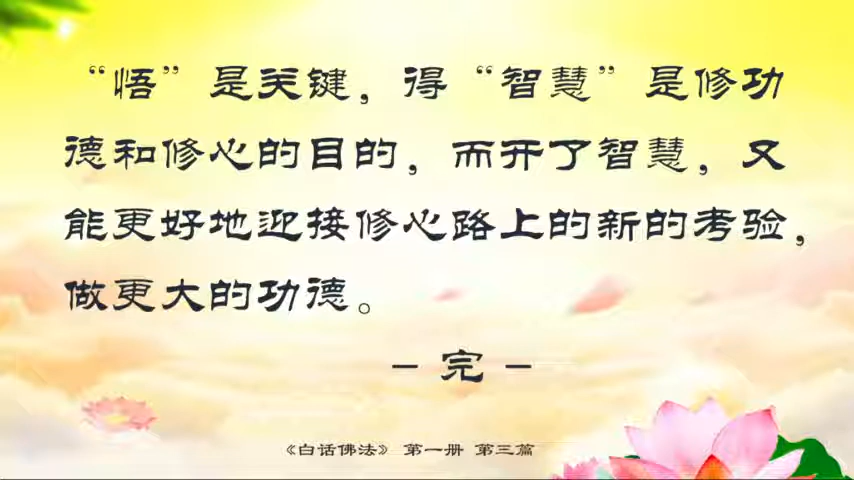 “悟”是关键，得“智慧”是修功
德和修心的目的，而开了智慧，又
能更好地迎接修心路上的新的考验，
做更大的功德。
– 完 –
《白话佛法》 第一册 第三篇